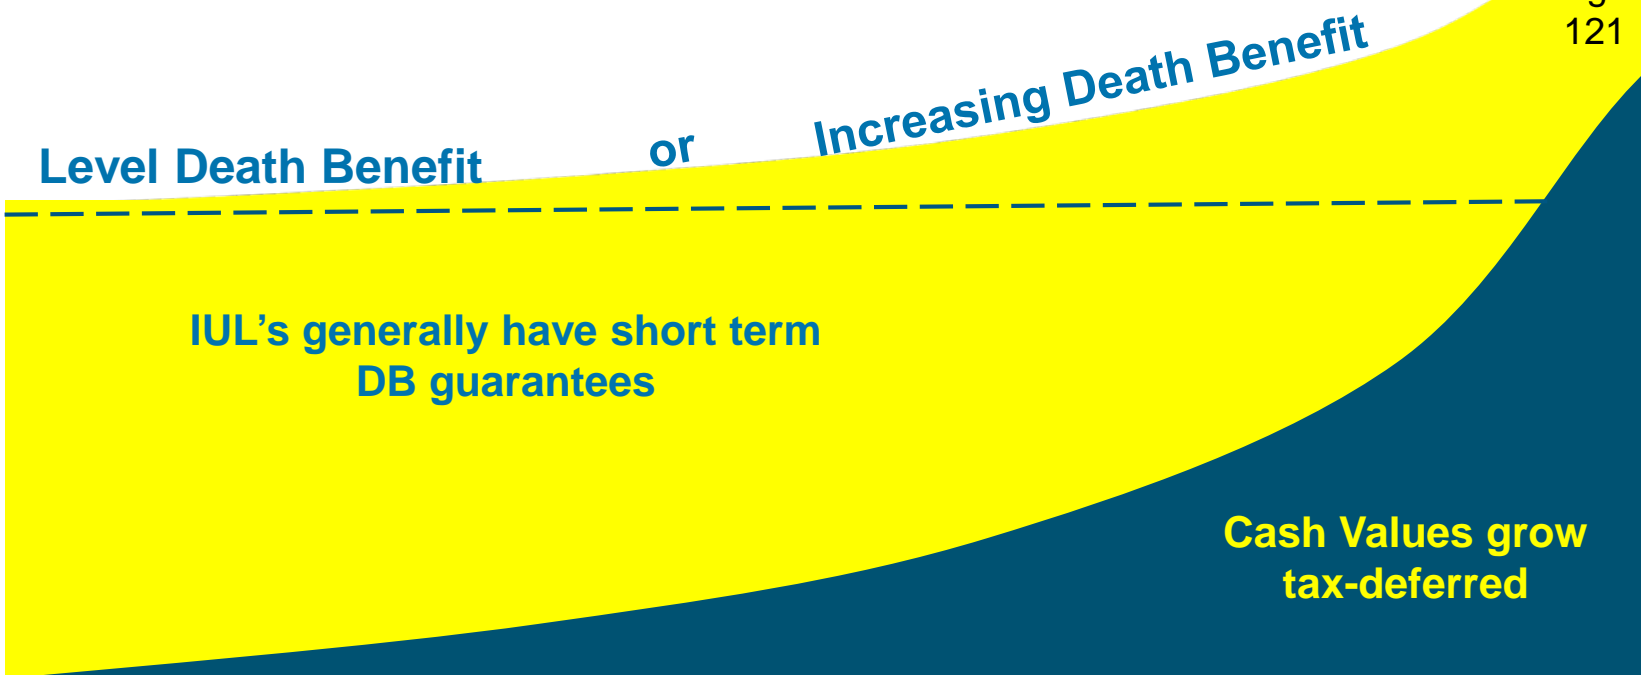 121
Level Death Benefit or Increasing Death Benefit
IUL’s generally have short term
DB guarantees
Cash Values grow
tax-deferred